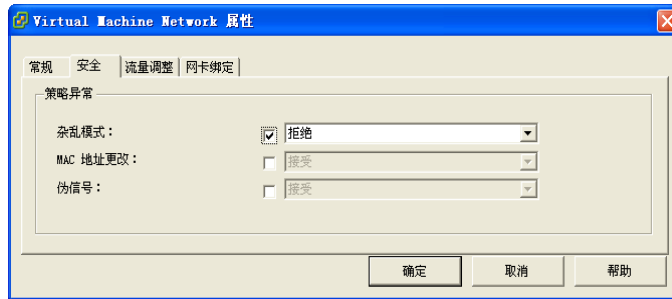 Virtual Machine Network 属性
常规 安全 流量调整 网卡绑定
策略异常
杂乱模式： 拒绝
MAC 地址更改： 接受
伪信号： 接受
确定 取消 帮助